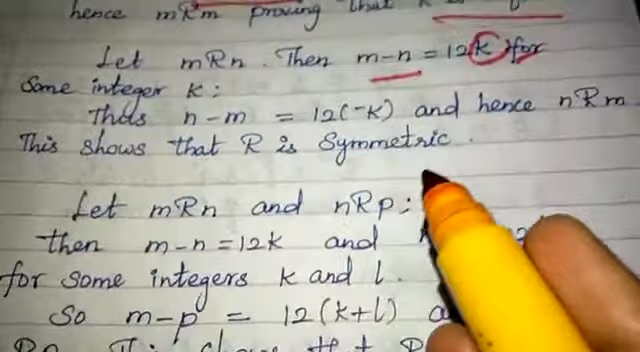 hence mRm proving that
Let mRn. Then m-n = 12k for
Some integer k:
Thus n-m = 12(-k) and hence nRm
This shows that R is Symmetric.
Let mRn and nRp:
then m-n=12k and
for some integers k and l.
So m-p = 12(k+l)